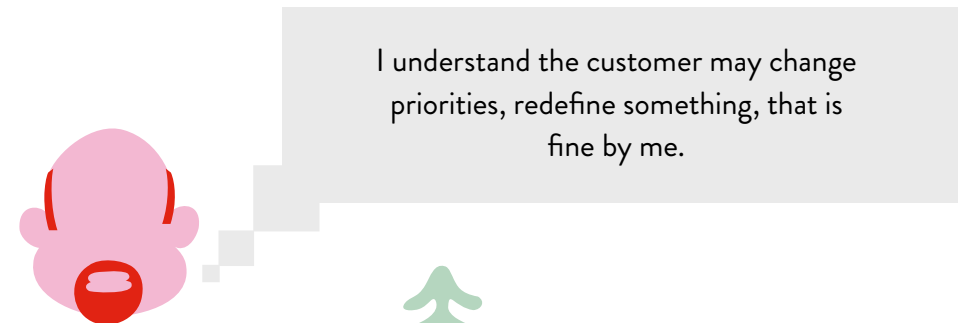 I understand the customer may change
priorities, redefine something, that is
fine by me.